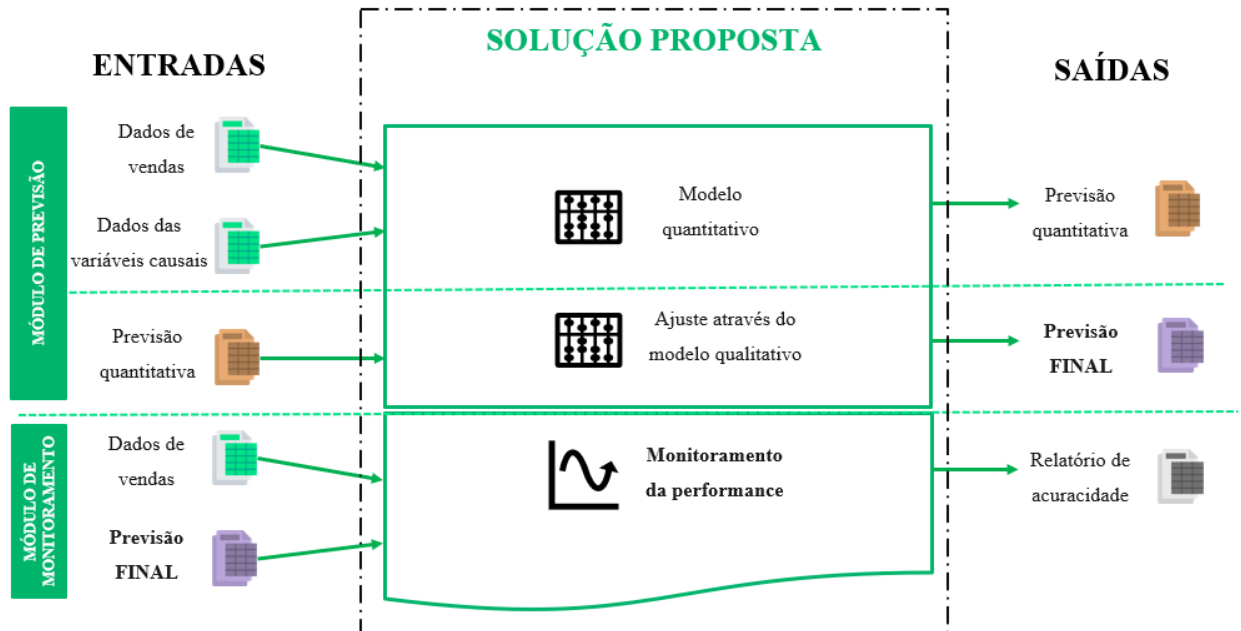 SOLUÇÃO PROPOSTA
ENTRADAS
SAÍDAS
MÓDULO DE PREVISÃO
Dados de
vendas
Dados das
variáveis causais
Modelo
quantitativo
Previsão
quantitativa
Previsão
quantitativa
Ajuste através do
modelo qualitativo
Previsão
FINAL
MÓDULO DE
MONITORAMENTO
Dados de
vendas
Previsão
FINAL
Monitoramento
da performance
Relatório de
acuracidade